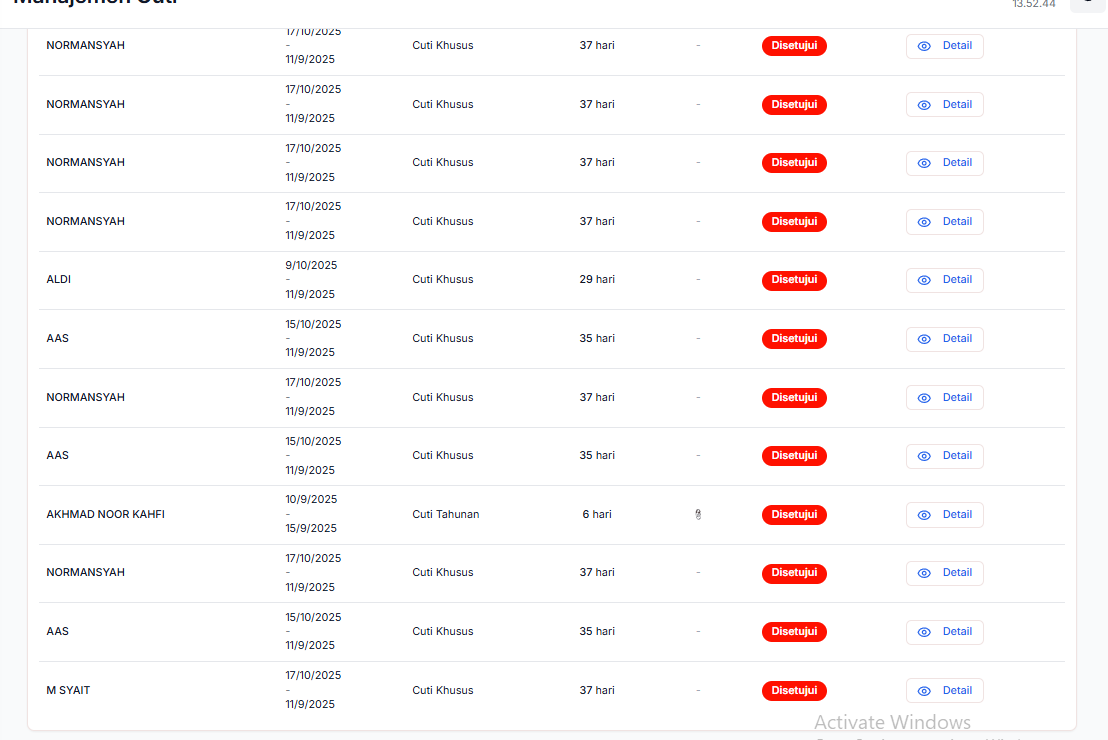 Manajemen Cuti
13.52.44
NORMANSYAH
17/10/2025
-
11/9/2025
Cuti Khusus
37 hari
-
Disetujui
Detail
NORMANSYAH
17/10/2025
-
11/9/2025
Cuti Khusus
37 hari
-
Disetujui
Detail
NORMANSYAH
17/10/2025
-
11/9/2025
Cuti Khusus
37 hari
-
Disetujui
Detail
NORMANSYAH
17/10/2025
-
11/9/2025
Cuti Khusus
37 hari
-
Disetujui
Detail
ALDI
9/10/2025
-
11/9/2025
Cuti Khusus
29 hari
-
Disetujui
Detail
AAS
15/10/2025
-
11/9/2025
Cuti Khusus
35 hari
-
Disetujui
Detail
NORMANSYAH
17/10/2025
-
11/9/2025
Cuti Khusus
37 hari
-
Disetujui
Detail
AAS
15/10/2025
-
11/9/2025
Cuti Khusus
35 hari
-
Disetujui
Detail
AKHMAD NOOR KAHFI
10/9/2025
-
15/9/2025
Cuti Tahunan
6 hari
Disetujui
Detail
NORMANSYAH
17/10/2025
-
11/9/2025
Cuti Khusus
37 hari
-
Disetujui
Detail
AAS
15/10/2025
-
11/9/2025
Cuti Khusus
35 hari
-
Disetujui
Detail
M SYAIT
17/10/2025
-
11/9/2025
Cuti Khusus
37 hari
-
Disetujui
Detail
Activate Windows